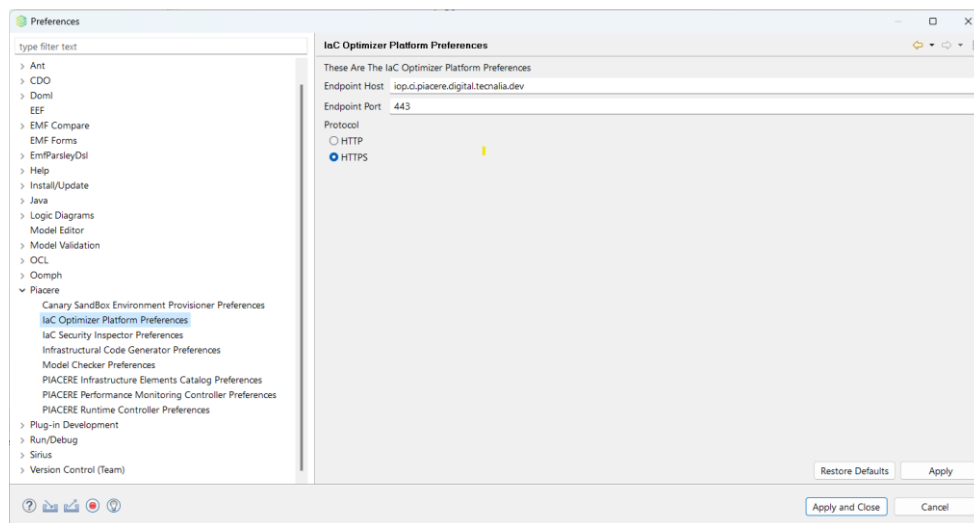 Preferences
type filter text
Ant
CDO
Doml
EEF
EMF Compare
EMF Forms
EmfParsleyDsl
Help
Install/Update
Java
Logic Diagrams
Model Editor
Model Validation
OCL
Oomph
Piacere
Canary SandBox Environment Provisioner Preferences
IaC Optimizer Platform Preferences
IaC Security Inspector Preferences
Infrastructural Code Generator Preferences
Model Checker Preferences
PIACERE Infrastructure Elements Catalog Preferences
PIACERE Performance Monitoring Controller Preferences
PIACERE Runtime Controller Preferences
Plug-in Development
Run/Debug
Sirius
Version Control (Team)
IaC Optimizer Platform Preferences
These Are The IaC Optimizer Platform Preferences
Endpoint Host iop.ci.piacere.digital.tecnalia.dev
Endpoint Port 443
Protocol
HTTP
HTTPS
Restore Defaults Apply
Apply and Close Cancel